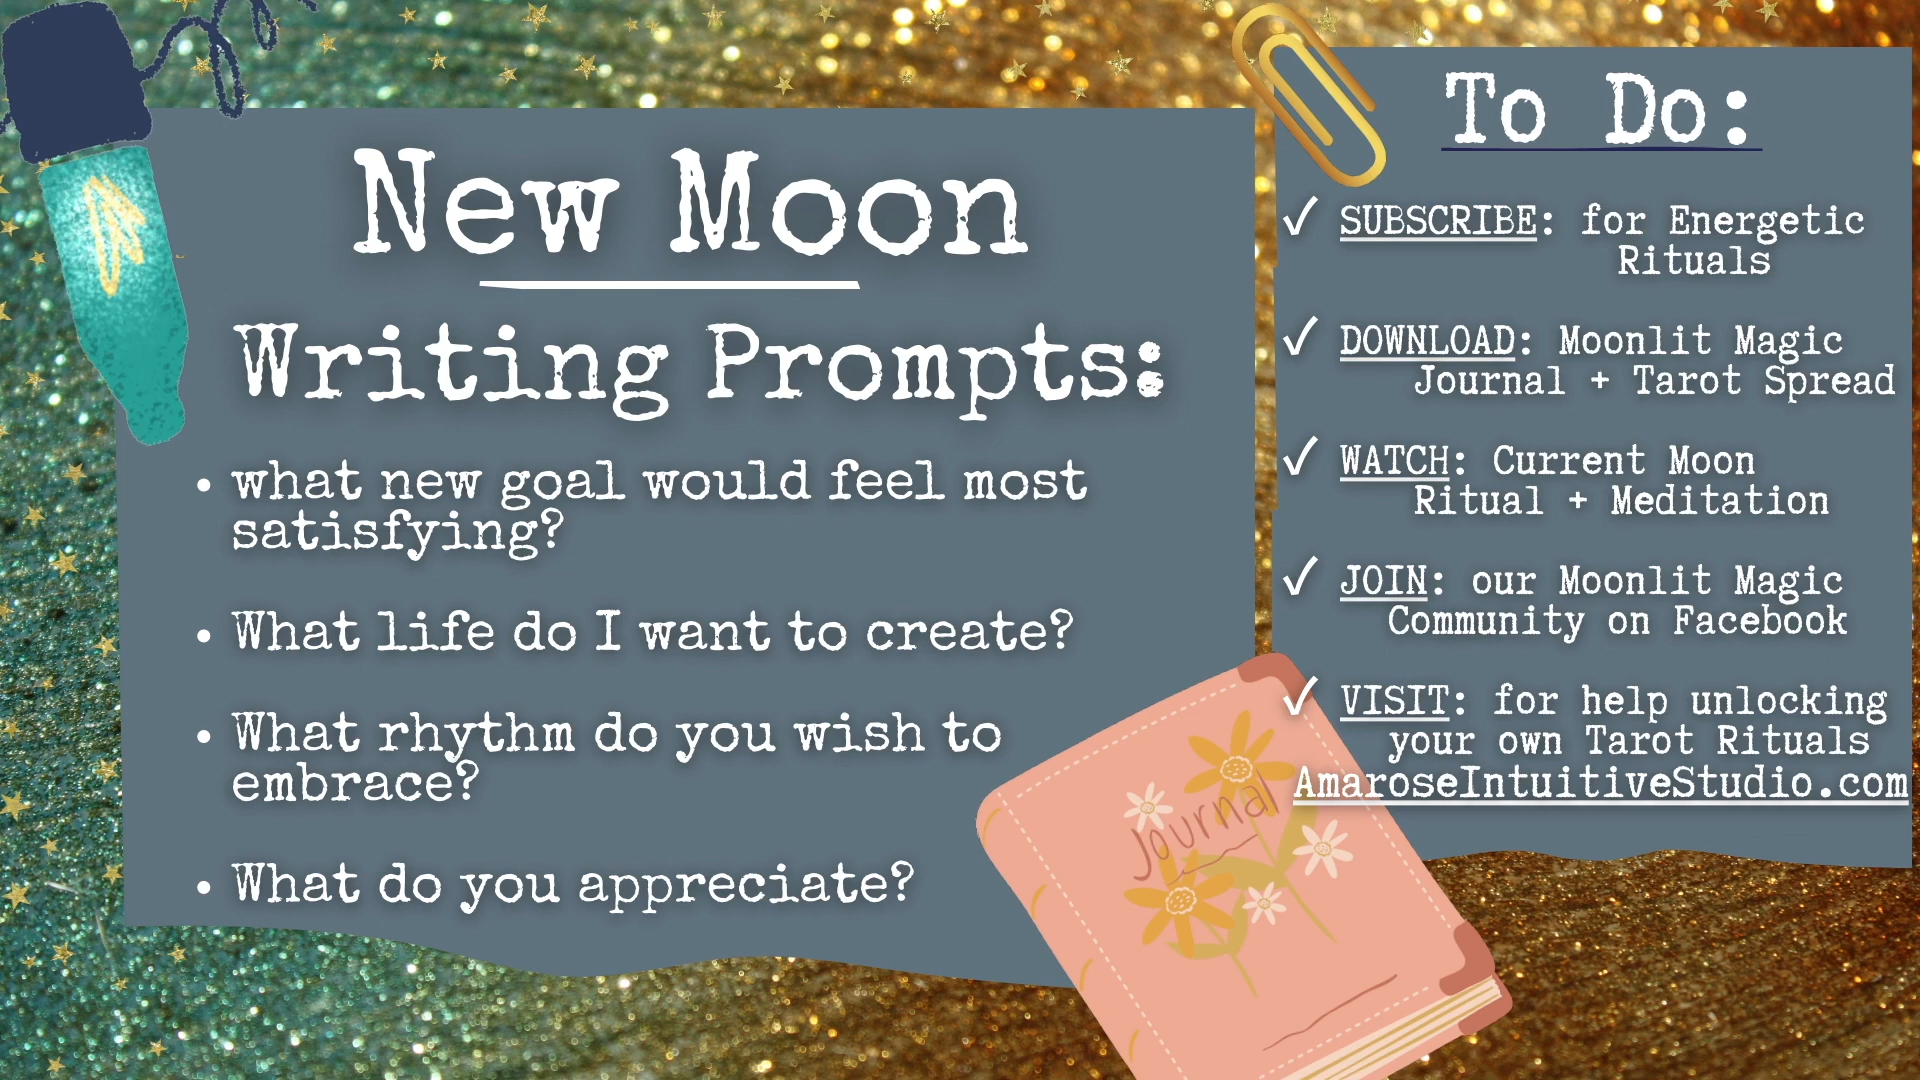 New Moon
Writing Prompts:
• what new goal would feel most
satisfying?
• What life do I want to create?
• What rhythm do you wish to
embrace?
• What do you appreciate?
To Do:
✓ SUBSCRIBE: for Energetic
Rituals
✓ DOWNLOAD: Moonlit Magic
Journal + Tarot Spread
✓ WATCH: Current Moon
Ritual + Meditation
✓ JOIN: our Moonlit Magic
Community on Facebook
✓ VISIT: for help unlocking
your own Tarot Rituals
AmaroseIntuitiveStudio.com
Journal